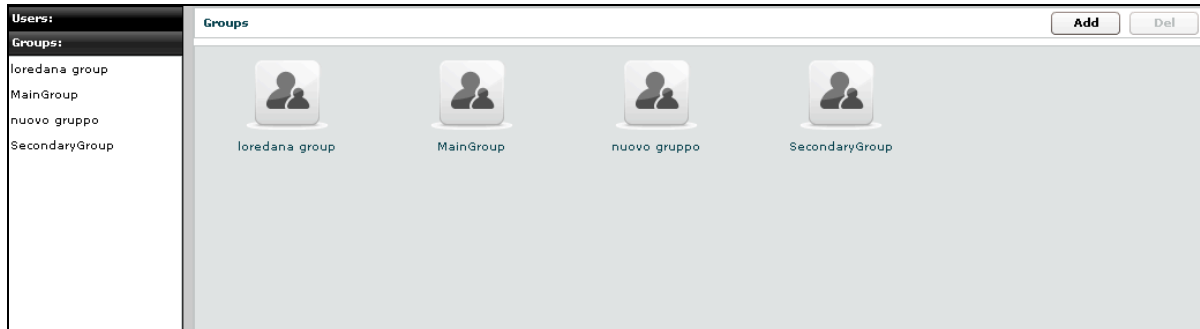 Users:
Groups:
loredana group
MainGroup
nuovo gruppo
SecondaryGroup
Groups
Add Del
loredana group MainGroup nuovo gruppo SecondaryGroup